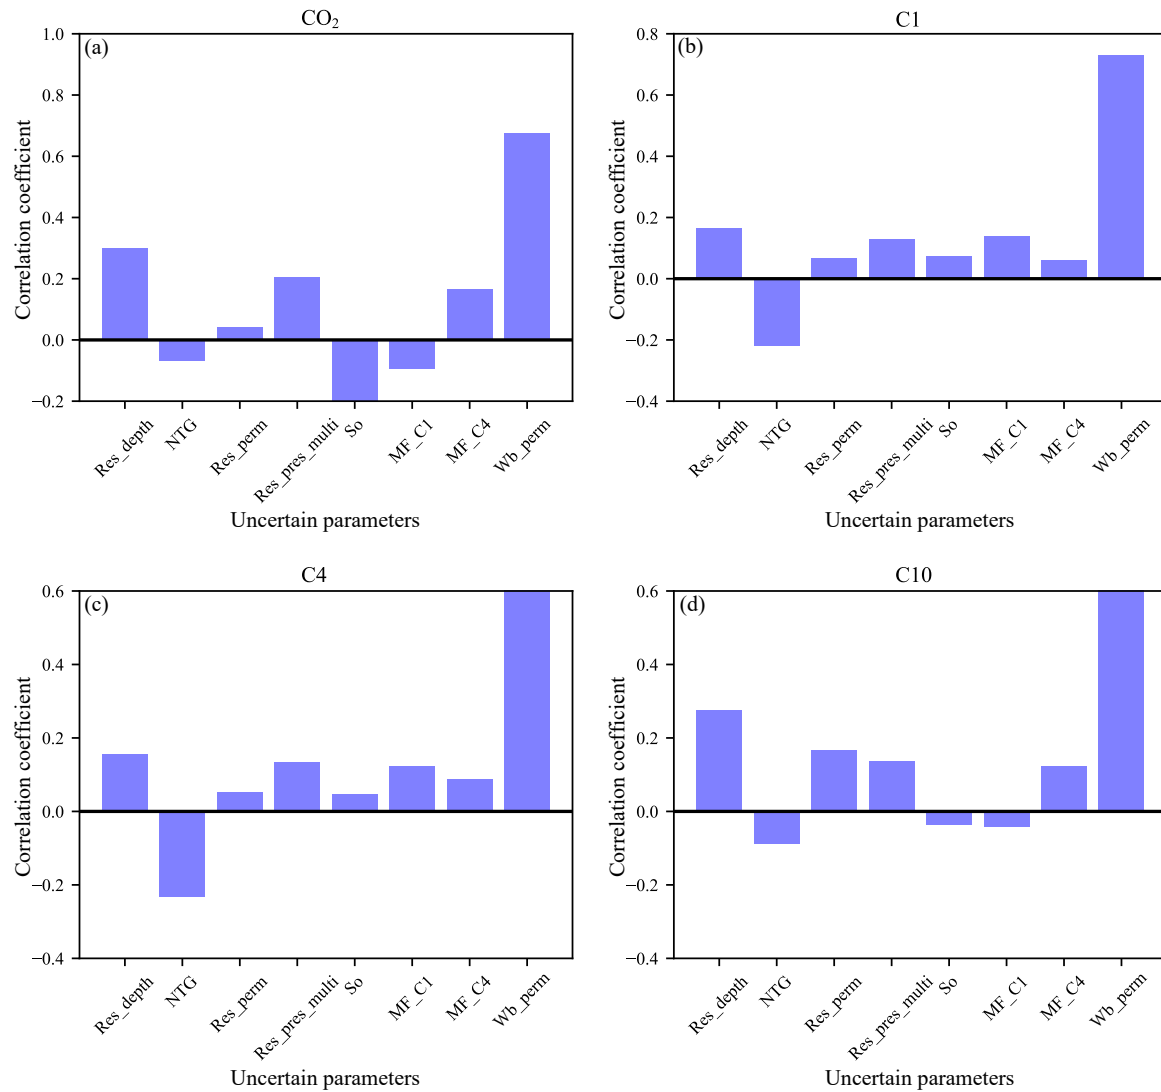 CO₂
(a)
1.0
0.8
0.6
0.4
0.2
0.0
−0.2
Correlation coefficient
Res_depth
NTG
Res_perm
Res_pres_multi
So
MF_C1
MF_C4
Wb_perm
Uncertain parameters
C1
(b)
0.8
0.6
0.4
0.2
0.0
−0.2
−0.4
Correlation coefficient
Res_depth
NTG
Res_perm
Res_pres_multi
So
MF_C1
MF_C4
Wb_perm
Uncertain parameters
C4
(c)
0.6
0.4
0.2
0.0
−0.2
−0.4
Correlation coefficient
Res_depth
NTG
Res_perm
Res_pres_multi
So
MF_C1
MF_C4
Wb_perm
Uncertain parameters
C10
(d)
0.6
0.4
0.2
0.0
−0.2
−0.4
Correlation coefficient
Res_depth
NTG
Res_perm
Res_pres_multi
So
MF_C1
MF_C4
Wb_perm
Uncertain parameters